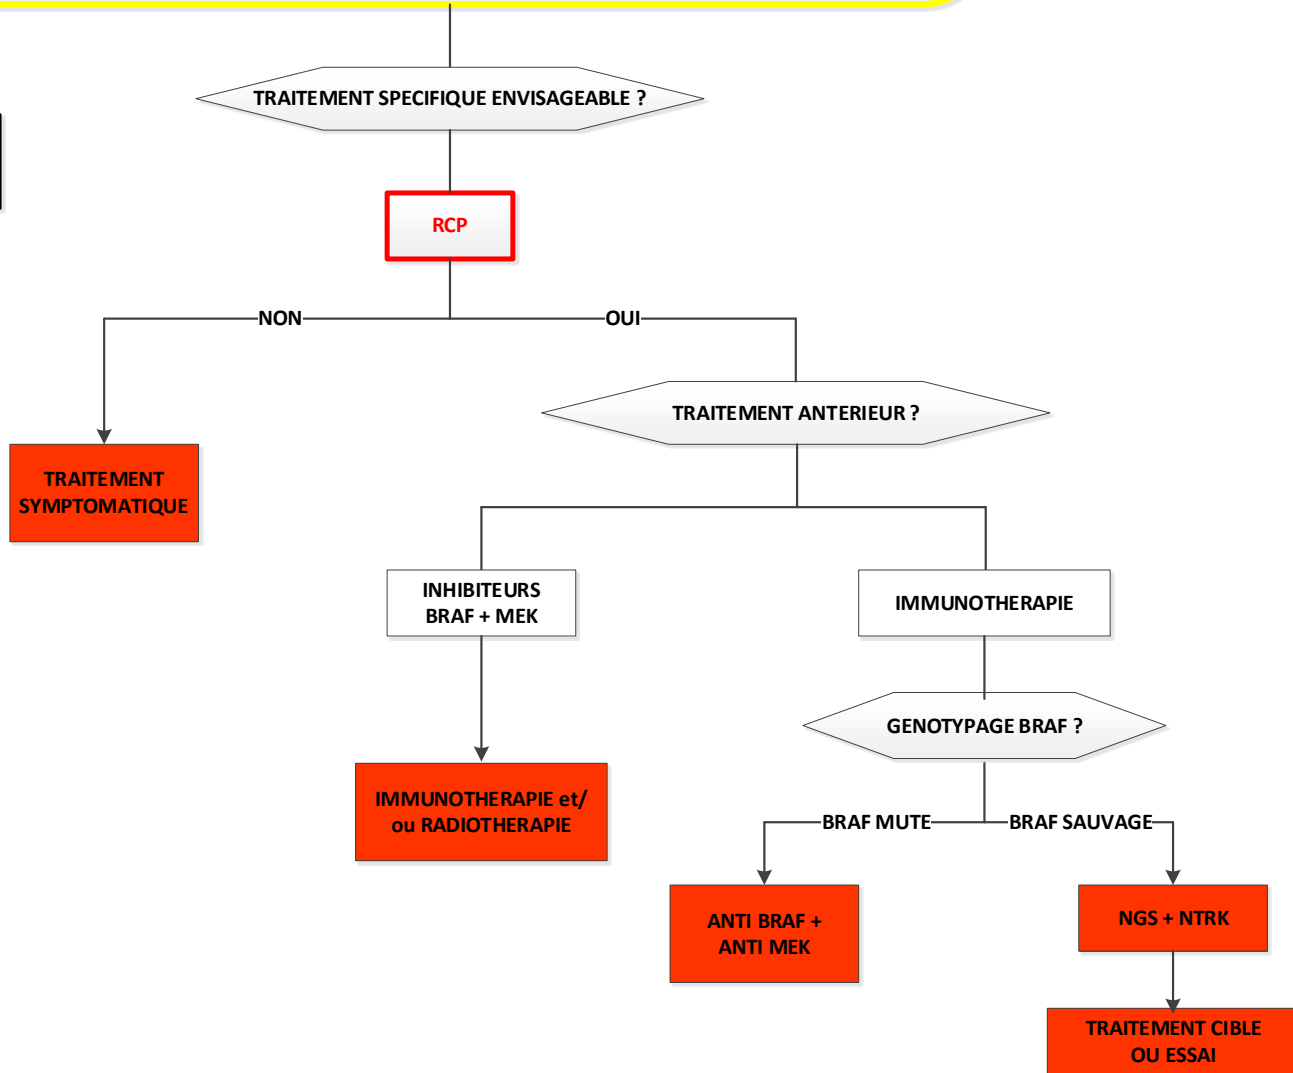 TRAITEMENT SPECIFIQUE ENVISAGEABLE ?
RCP
NON
OUI
TRAITEMENT ANTERIEUR ?
TRAITEMENT
SYMPTOMATIQUE
INHIBITEURS
BRAF + MEK
IMMUNOTHERAPIE
GENOTYPAGE BRAF ?
IMMUNOTHERAPIE et/
ou RADIOTHERAPIE
BRAF MUTE
BRAF SAUVAGE
ANTI BRAF +
ANTI MEK
NGS + NTRK
TRAITEMENT CIBLE
OU ESSAI